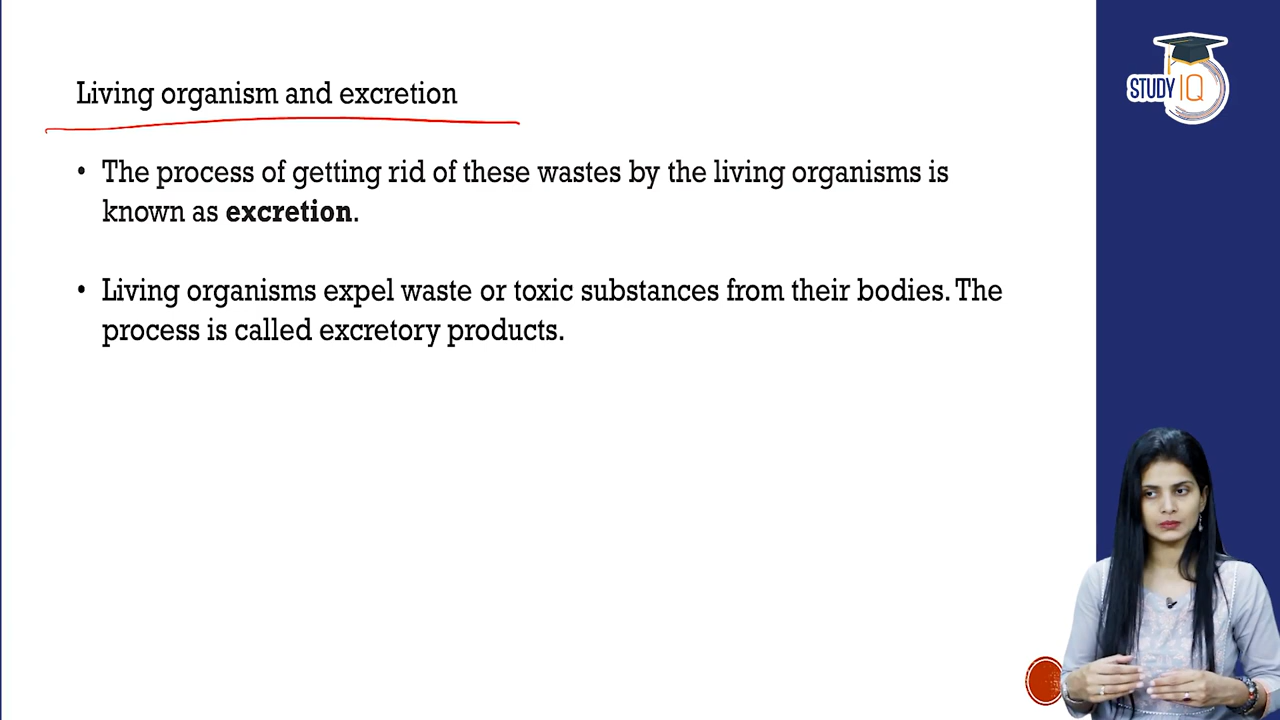 Living organism and excretion
• The process of getting rid of these wastes by the living organisms is
known as excretion.
• Living organisms expel waste or toxic substances from their bodies. The
process is called excretory products.
STUDY IQ